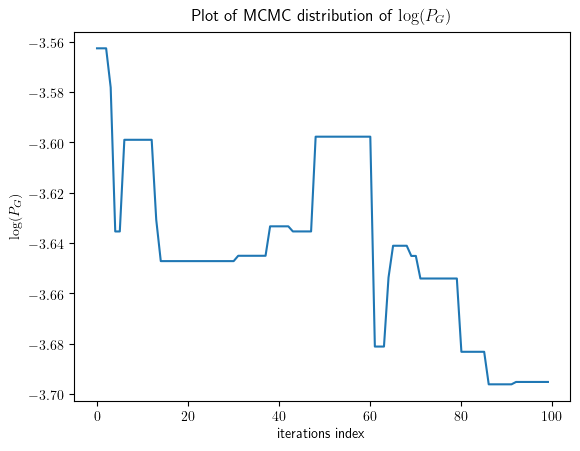 Plot of MCMC distribution of log(P_G)
log(P_G)
−3.56
−3.58
−3.60
−3.62
−3.64
−3.66
−3.68
−3.70
0 20 40 60 80 100
iterations index